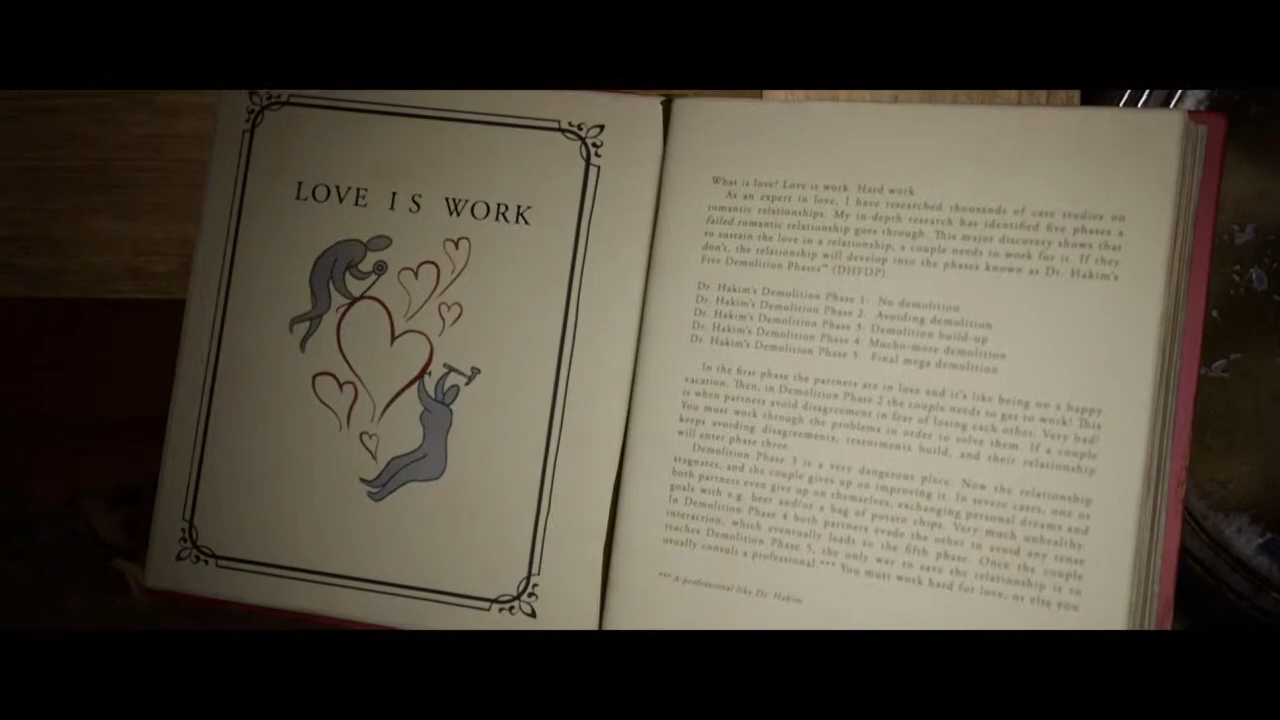 LOVE IS WORK
What is love? Love is work. Hard work.
As an expert in love, I have researched thousands of case studies on
romantic relationships. My in-depth research has identified five phases a
failed romantic relationship goes through. This major discovery shows that
to sustain the love in a relationship, a couple needs to work for it. If they
don't, the relationship will develop into the phases known as Dr. Hakim's
Five Demolition Phases™ (DHFDP)
Dr. Hakim's Demolition Phase 1: No demolition
Dr. Hakim's Demolition Phase 2: Avoiding demolition
Dr. Hakim's Demolition Phase 3: Demolition build-up
Dr. Hakim's Demolition Phase 4: Mucho-more demolition
Dr. Hakim's Demolition Phase 5: Final mega demolition
In the first phase the partners are in love and it's like being on a happy
vacation. Then, in Demolition Phase 2 the couple needs to get to work! This
is when partners avoid disagreement in fear of losing each other. Very bad!
You must work through the problems in order to solve them. If a couple
keeps avoiding disagreements, resentments build, and their relationship
will enter phase three.
Demolition Phase 3 is a very dangerous place. Now the relationship
stagnates, and the couple gives up on improving it. In severe cases, one or
both partners even give up on themselves, exchanging personal dreams and
goals with e.g. beer and/or a bag of potato chips. Very much unhealthy.
In Demolition Phase 4 both partners evade the other to avoid any tense
interaction, which eventually leads to the fifth phase. Once the couple
reaches Demolition Phase 5, the only way to save the relationship is to
usually consult a professional.*** You must work hard for love, or else you
*** A professional like Dr. Hakim